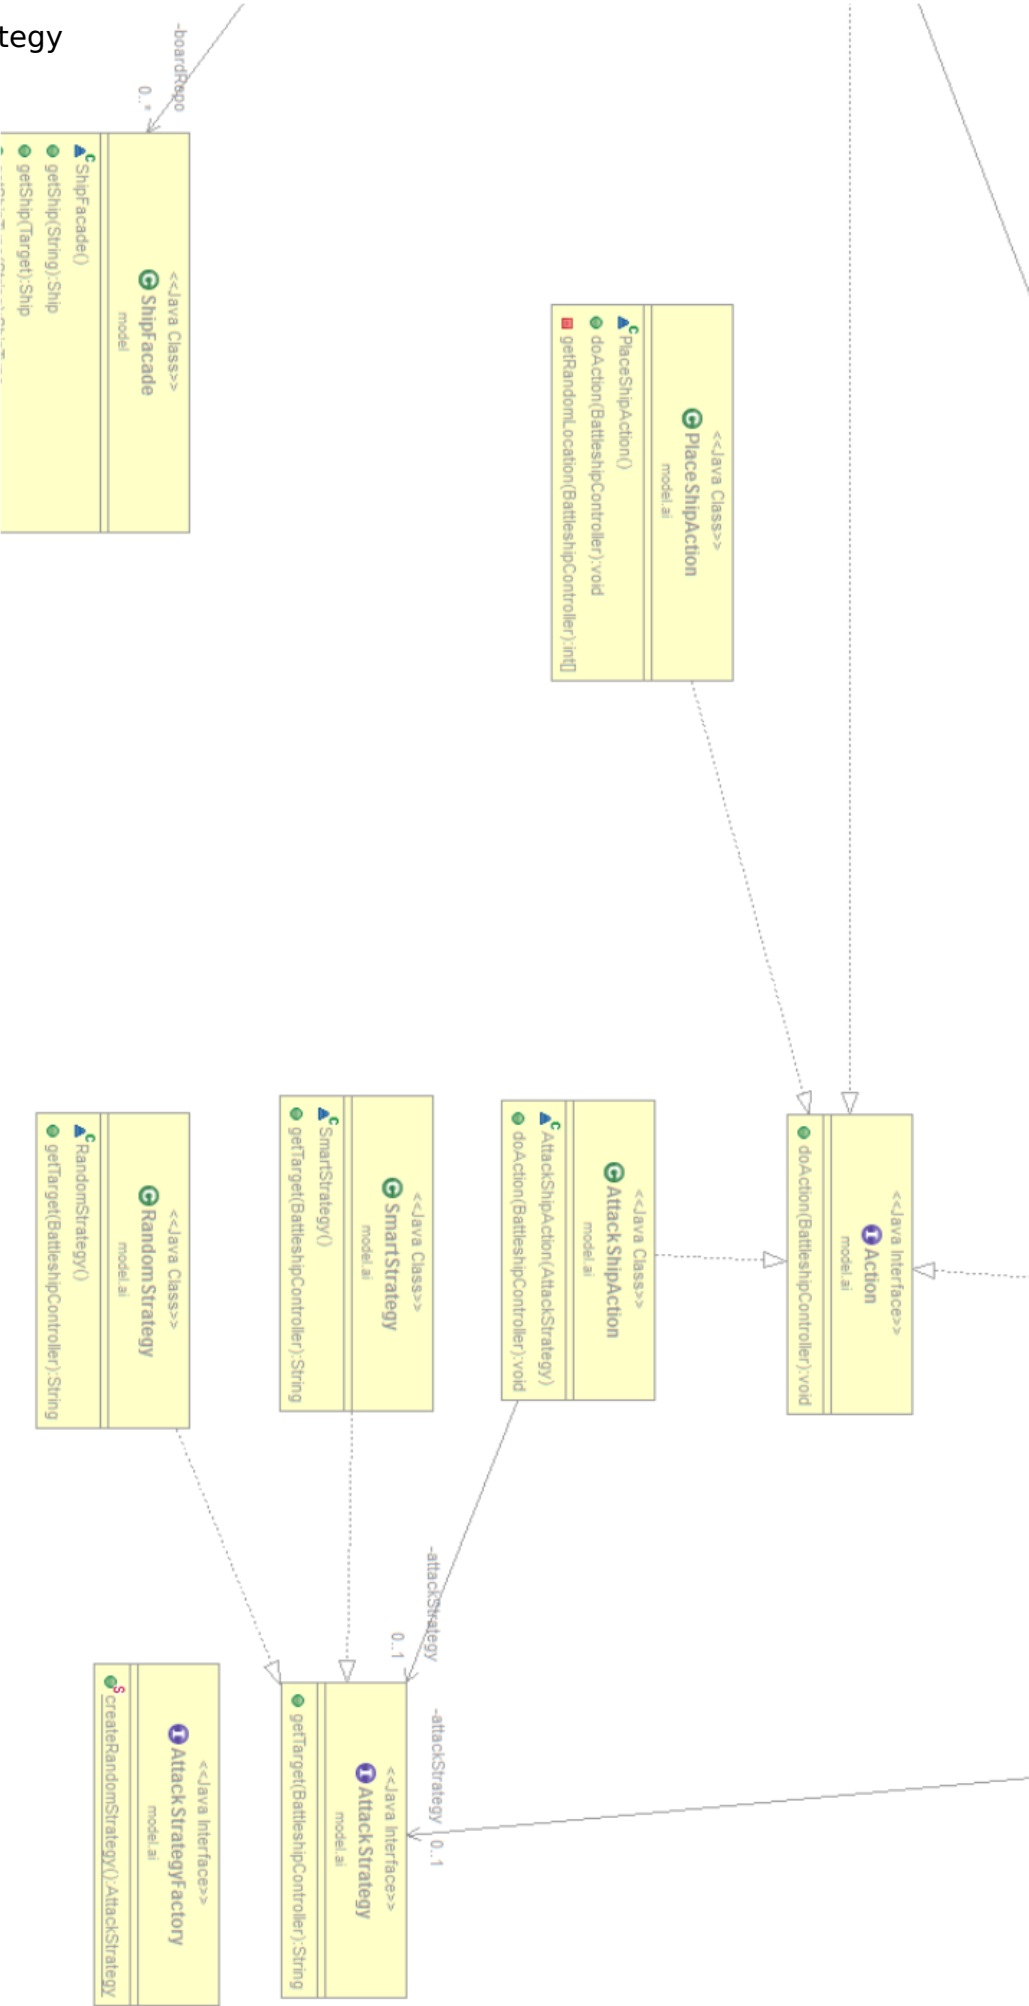 tegy
-boardRepo
0..*
<<Java Class>>
ShipFacade
model
ShipFacade()
getShip(String):Ship
getShip(Target):Ship
<<Java Class>>
PlaceShipAction
model.ai
PlaceShipAction()
doAction(BattleshipController):void
getRandomLocation(BattleshipController):int[]
<<Java Interface>>
Action
model.ai
doAction(BattleshipController):void
<<Java Class>>
AttackShipAction
model.ai
AttackShipAction(AttackStrategy)
doAction(BattleshipController):void
<<Java Class>>
SmartStrategy
model.ai
SmartStrategy()
getTarget(BattleshipController):String
<<Java Class>>
RandomStrategy
model.ai
RandomStrategy()
getTarget(BattleshipController):String
-attackStrategy
0..1
-attackStrategy 0..1
<<Java Interface>>
AttackStrategy
model.ai
getTarget(BattleshipController):String
<<Java Interface>>
AttackStrategyFactory
model.ai
createRandomStrategy():AttackStrategy